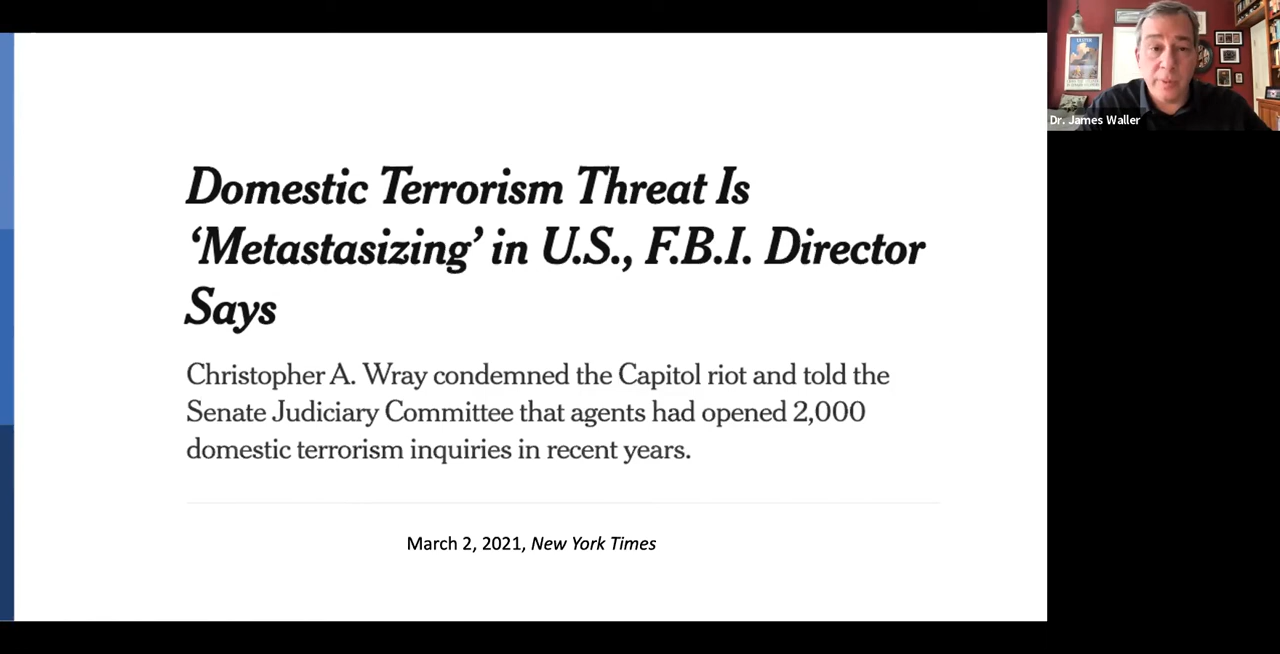 Domestic Terrorism Threat Is
‘Metastasizing’ in U.S., F.B.I. Director
Says
Christopher A. Wray condemned the Capitol riot and told the
Senate Judiciary Committee that agents had opened 2,000
domestic terrorism inquiries in recent years.
March 2, 2021, New York Times
Dr. James Waller